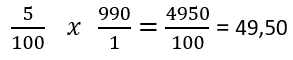 5/100 x 990/1 = 4950/100 = 49,50